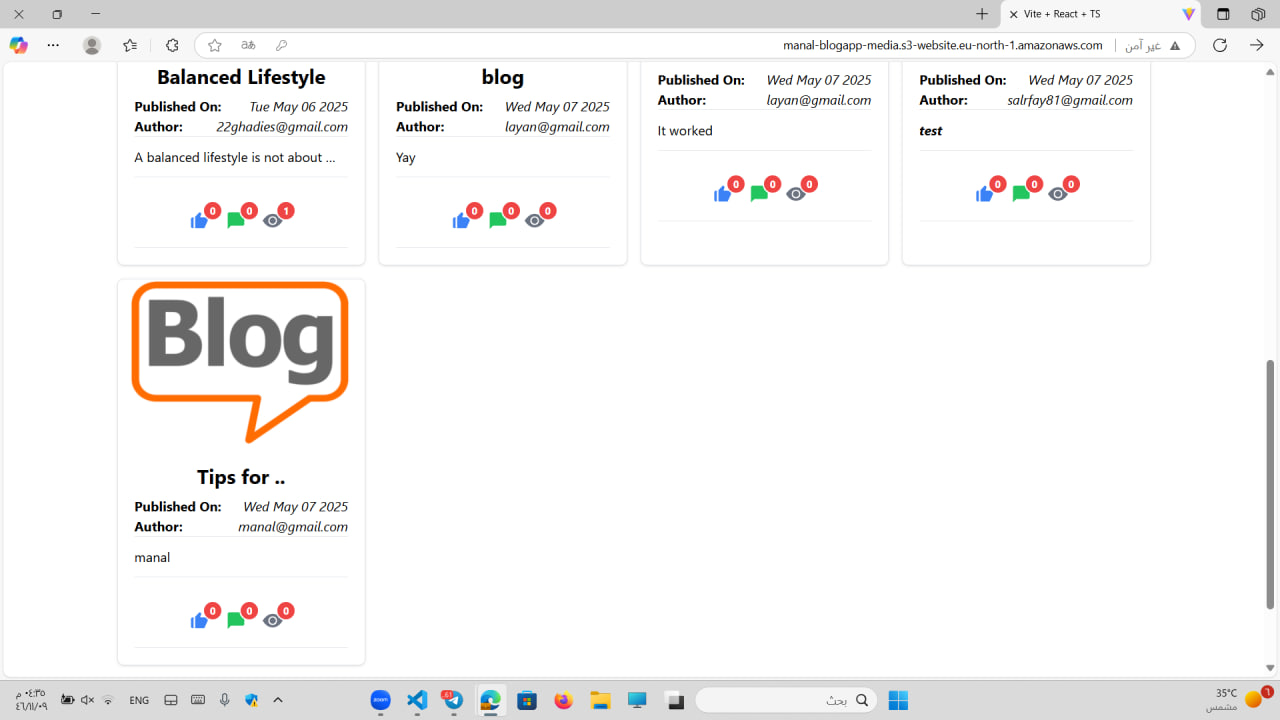 Vite + React + TS
manal-blogapp-media.s3-website.eu-north-1.amazonaws.com
غير آمن
Balanced Lifestyle
Published On: Tue May 06 2025
Author: 22ghadies@gmail.com
A balanced lifestyle is not about ...
0 0 1
blog
Published On: Wed May 07 2025
Author: layan@gmail.com
Yay
0 0 0
Published On: Wed May 07 2025
Author: layan@gmail.com
It worked
0 0 0
Published On: Wed May 07 2025
Author: salrfay81@gmail.com
test
0 0 0
Blog
Tips for ..
Published On: Wed May 07 2025
Author: manal@gmail.com
manal
0 0 0
٠٤:٣٥ م
ENG
zoom
61
بحث
35°C
مشمس